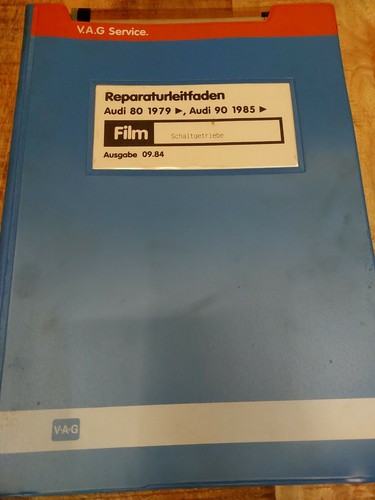 V.A.G Service.
Reparaturleitfaden
Audi 80 1979 ►, Audi 90 1985 ►
Film Schaltgetriebe
Ausgabe 09.84
V·A·G